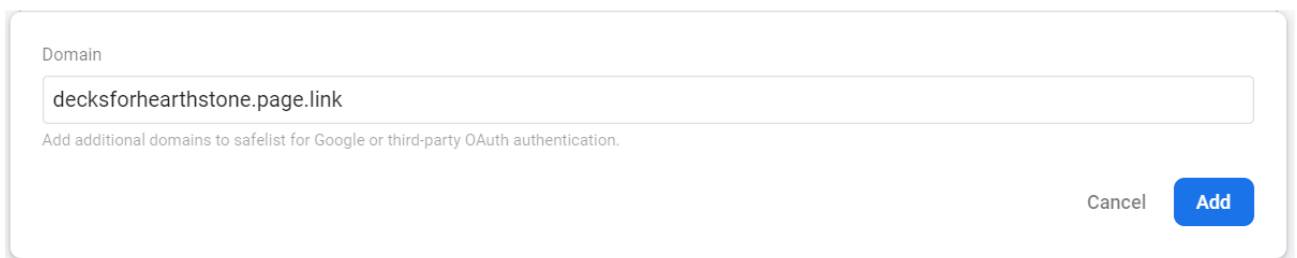 Domain
decksforhearthstone.page.link
Add additional domains to safelist for Google or third-party OAuth authentication.
Cancel Add